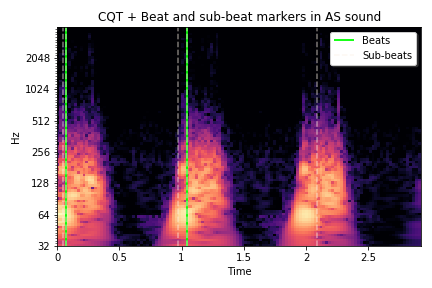 CQT + Beat and sub-beat markers in AS sound
Beats
Sub-beats
Hz
2048
1024
512
256
128
64
32
0
0.5
1
1.5
2
2.5
Time